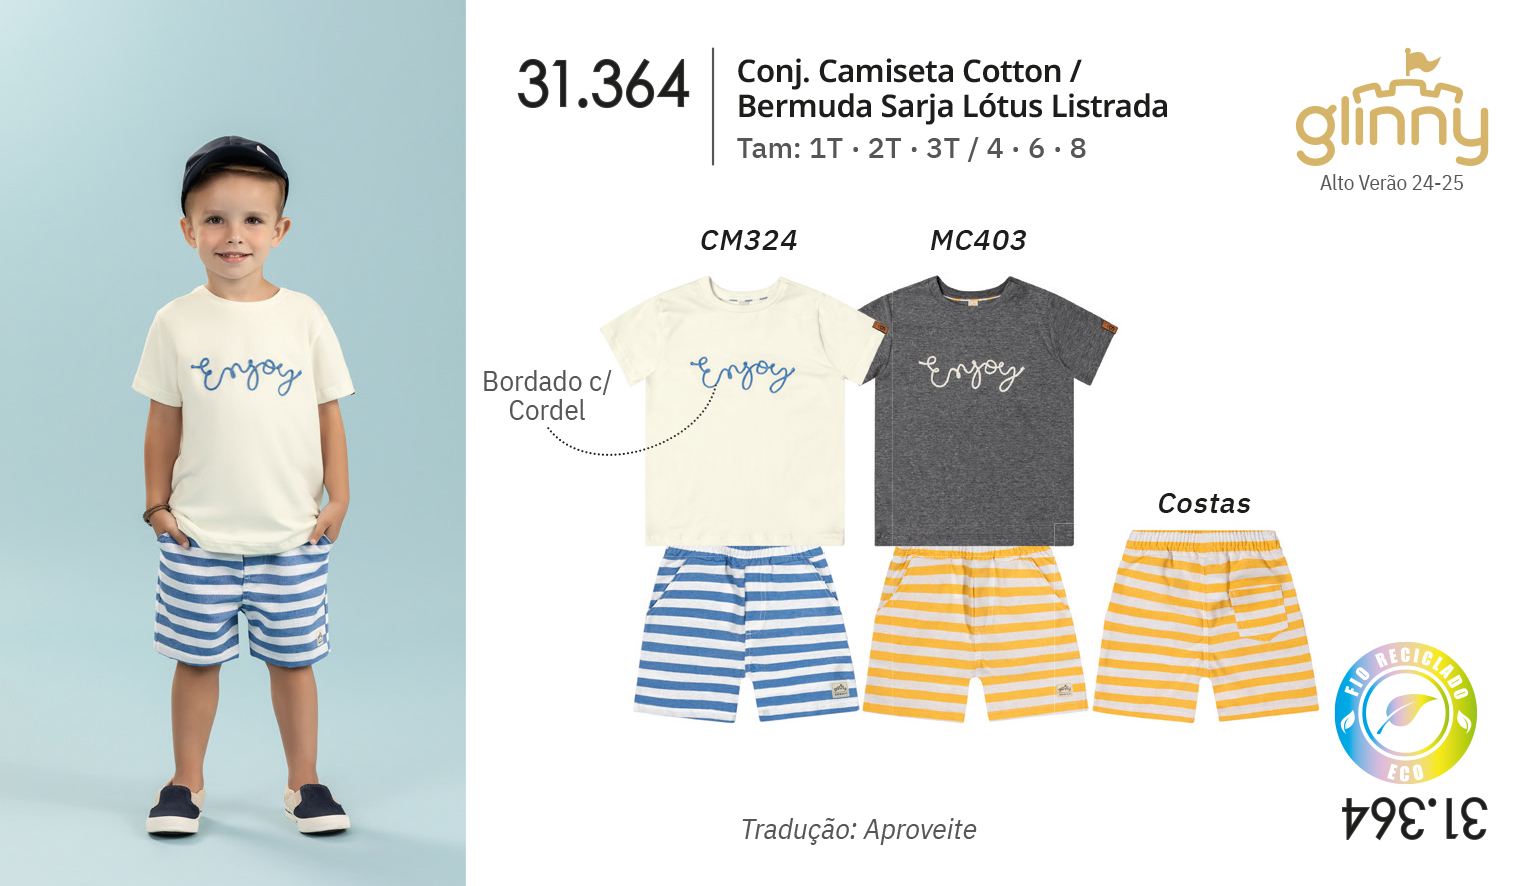 31.364
Conj. Camiseta Cotton /
Bermuda Sarja Lótus Listrada
Tam: 1T · 2T · 3T / 4 · 6 · 8
glinny
Alto Verão 24-25
CM324
MC403
Enjoy
Enjoy
Enjoy
Bordado c/
Cordel
Costas
FIO RECICLADO
ECO
31.364
Tradução: Aproveite